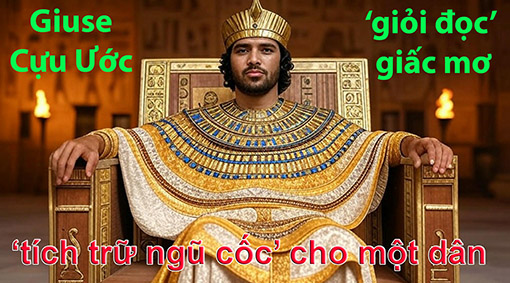 Giuse
Cựu Ước
‘giỏi đọc’
giấc mơ
‘tích trữ ngũ cốc’ cho một dân